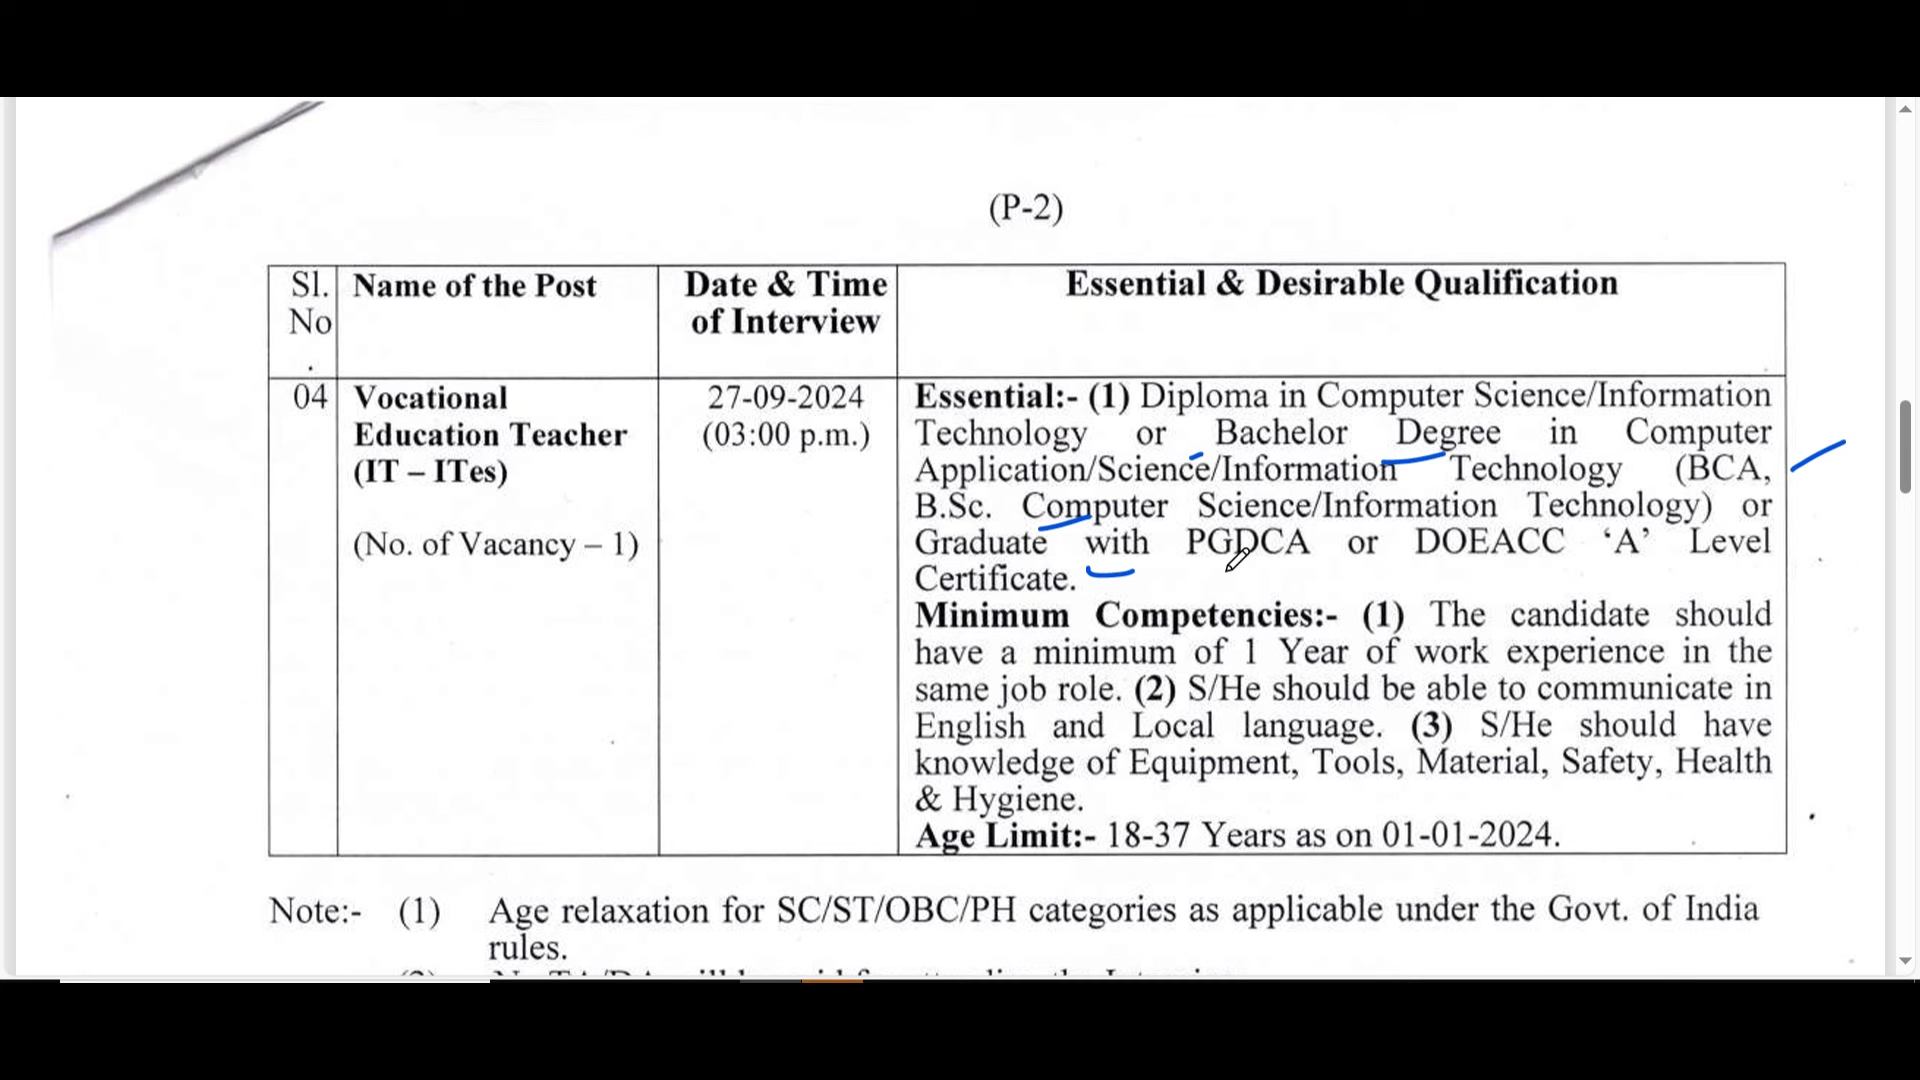 (P-2)
Sl. No . Name of the Post Date & Time of Interview Essential & Desirable Qualification
04 Vocational Education Teacher (IT – ITes)
(No. of Vacancy – 1)
27-09-2024
(03:00 p.m.)
Essential:- (1) Diploma in Computer Science/Information
Technology or Bachelor Degree in Computer
Application/Science/Information Technology (BCA,
B.Sc. Computer Science/Information Technology) or
Graduate with PGDCA or DOEACC ‘A’ Level
Certificate.
Minimum Competencies:- (1) The candidate should
have a minimum of 1 Year of work experience in the
same job role. (2) S/He should be able to communicate in
English and Local language. (3) S/He should have
knowledge of Equipment, Tools, Material, Safety, Health
& Hygiene.
Age Limit:- 18-37 Years as on 01-01-2024.
Note:- (1) Age relaxation for SC/ST/OBC/PH categories as applicable under the Govt. of India
rules.